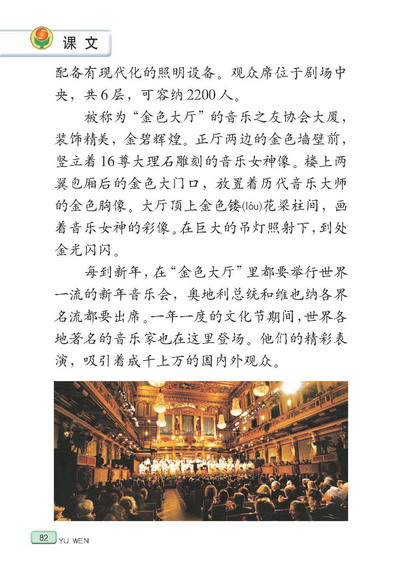 课文
配备有现代化的照明设备。观众席位于剧场中
央，共6层，可容纳2200人。
被称为“金色大厅”的音乐之友协会大厦，
装饰精美，金碧辉煌。正厅两边的金色墙壁前，
竖立着16尊大理石雕刻的音乐女神像。楼上两
翼包厢后的金色大门口，放置着历代音乐大师
的金色胸像。大厅顶上金色镂(lòu)花梁柱间，画
着音乐女神的彩像。在巨大的吊灯照射下，到处
金光闪闪。
每到新年，在“金色大厅”里都要举行世界
一流的新年音乐会，奥地利总统和维也纳各界
名流都要出席。一年一度的文化节期间，世界各
地著名的音乐家也在这里登场。他们的精彩表
演，吸引着成千上万的国内外观众。
82
YU WEN